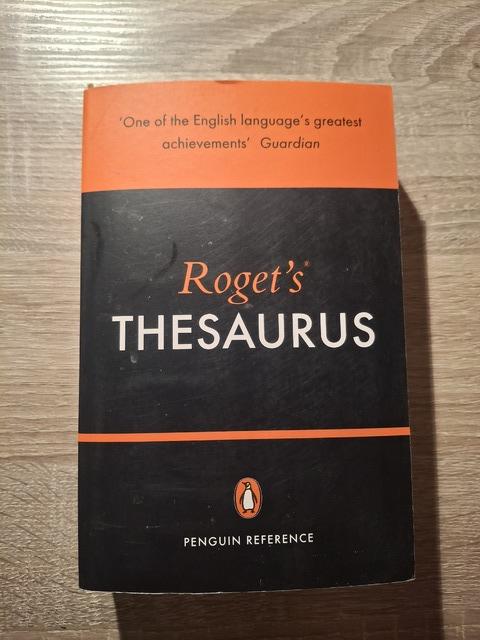 'One of the English language's greatest
achievements' Guardian
Roget's®
THESAURUS
PENGUIN REFERENCE